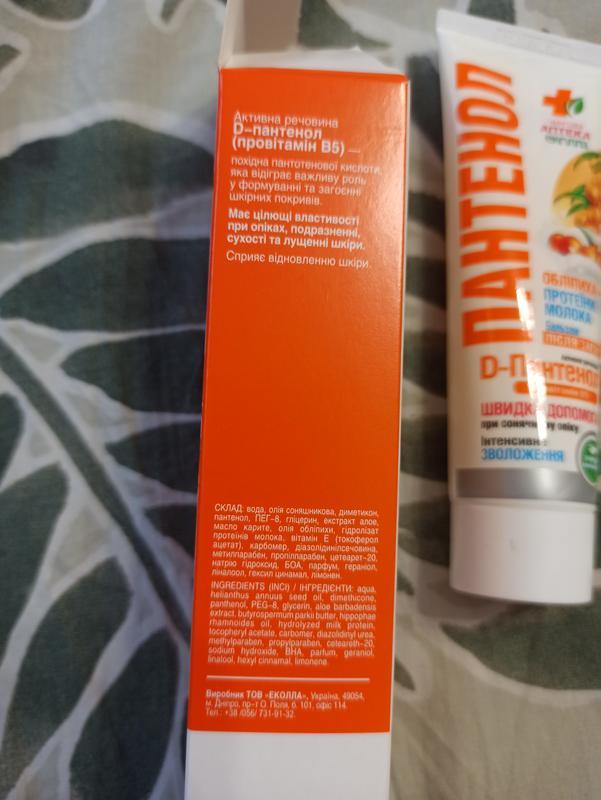 Активна речовина
D–пантенол
(провітамін B5) —
похідна пантотенової кислоти,
яка відіграє важливу роль
у формуванні та загоєнні
шкірних покривів.
Має цілющі властивості
при опіках, подразненні,
сухості та лущенні шкіри.
Сприяє відновленню шкіри.
СКЛАД: вода, олія соняшникова, диметикон,
пантенол, ПЕГ–8, гліцерин, екстракт алое,
масло карите, олія обліпихи, гідролізат
протеїнів молока, вітамін Е (токоферол
ацетат), карбомер, діазолідинілсечовина,
метилпарабен, пропілпарабен, цетеарет–20,
натрію гідроксид, БОА, парфум, гераніол,
ліналоол, гексил цинамал, лімонен.
INGREDIENTS (INCI) / ІНГРЕДІЄНТИ: aqua,
helianthus annuus seed oil, dimethicone,
panthenol, PEG–8, glycerin, aloe barbadensis
extract, butyrospermum parkii butter, hippophae
rhamnoides oil, hydrolyzed milk protein,
tocopheryl acetate, carbomer, diazolidinyl urea,
methylparaben, propylparaben, ceteareth–20,
sodium hydroxide, BHA, parfum, geraniol,
linalool, hexyl cinnamal, limonene.
Виробник ТОВ «ЕКОЛЛА», Україна, 49054,
м. Дніпро, пр–т О. Поля, б. 101, офіс 114.
Тел.: +38 /056/ 731-91-32.
ПАНТЕНОЛ
АПТЕКА
ОБЛІПИХА
ПРОТЕЇНИ
МОЛОКА
D–Пантенол
ШВИДКА ДОПОМОГ
при сонячному опіку
Інтенсивне
ЗВОЛОЖЕННЯ